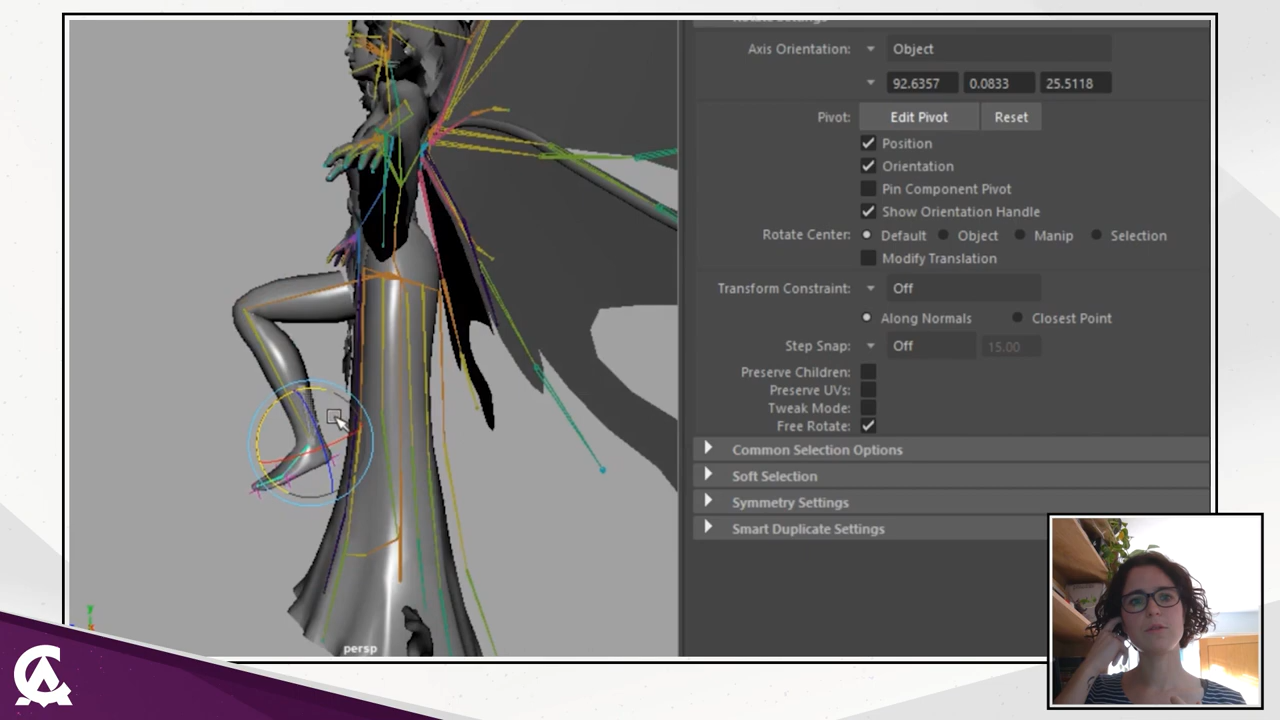 Rotate Settings
Axis Orientation: Object
92.6357 0.0833 25.5118
Pivot: Edit Pivot Reset
Position
Orientation
Pin Component Pivot
Show Orientation Handle
Rotate Center: Default Object Manip Selection
Modify Translation
Transform Constraint: Off
Along Normals Closest Point
Step Snap: Off 15.00
Preserve Children:
Preserve UVs:
Tweak Mode:
Free Rotate:
Common Selection Options
Soft Selection
Symmetry Settings
Smart Duplicate Settings
persp